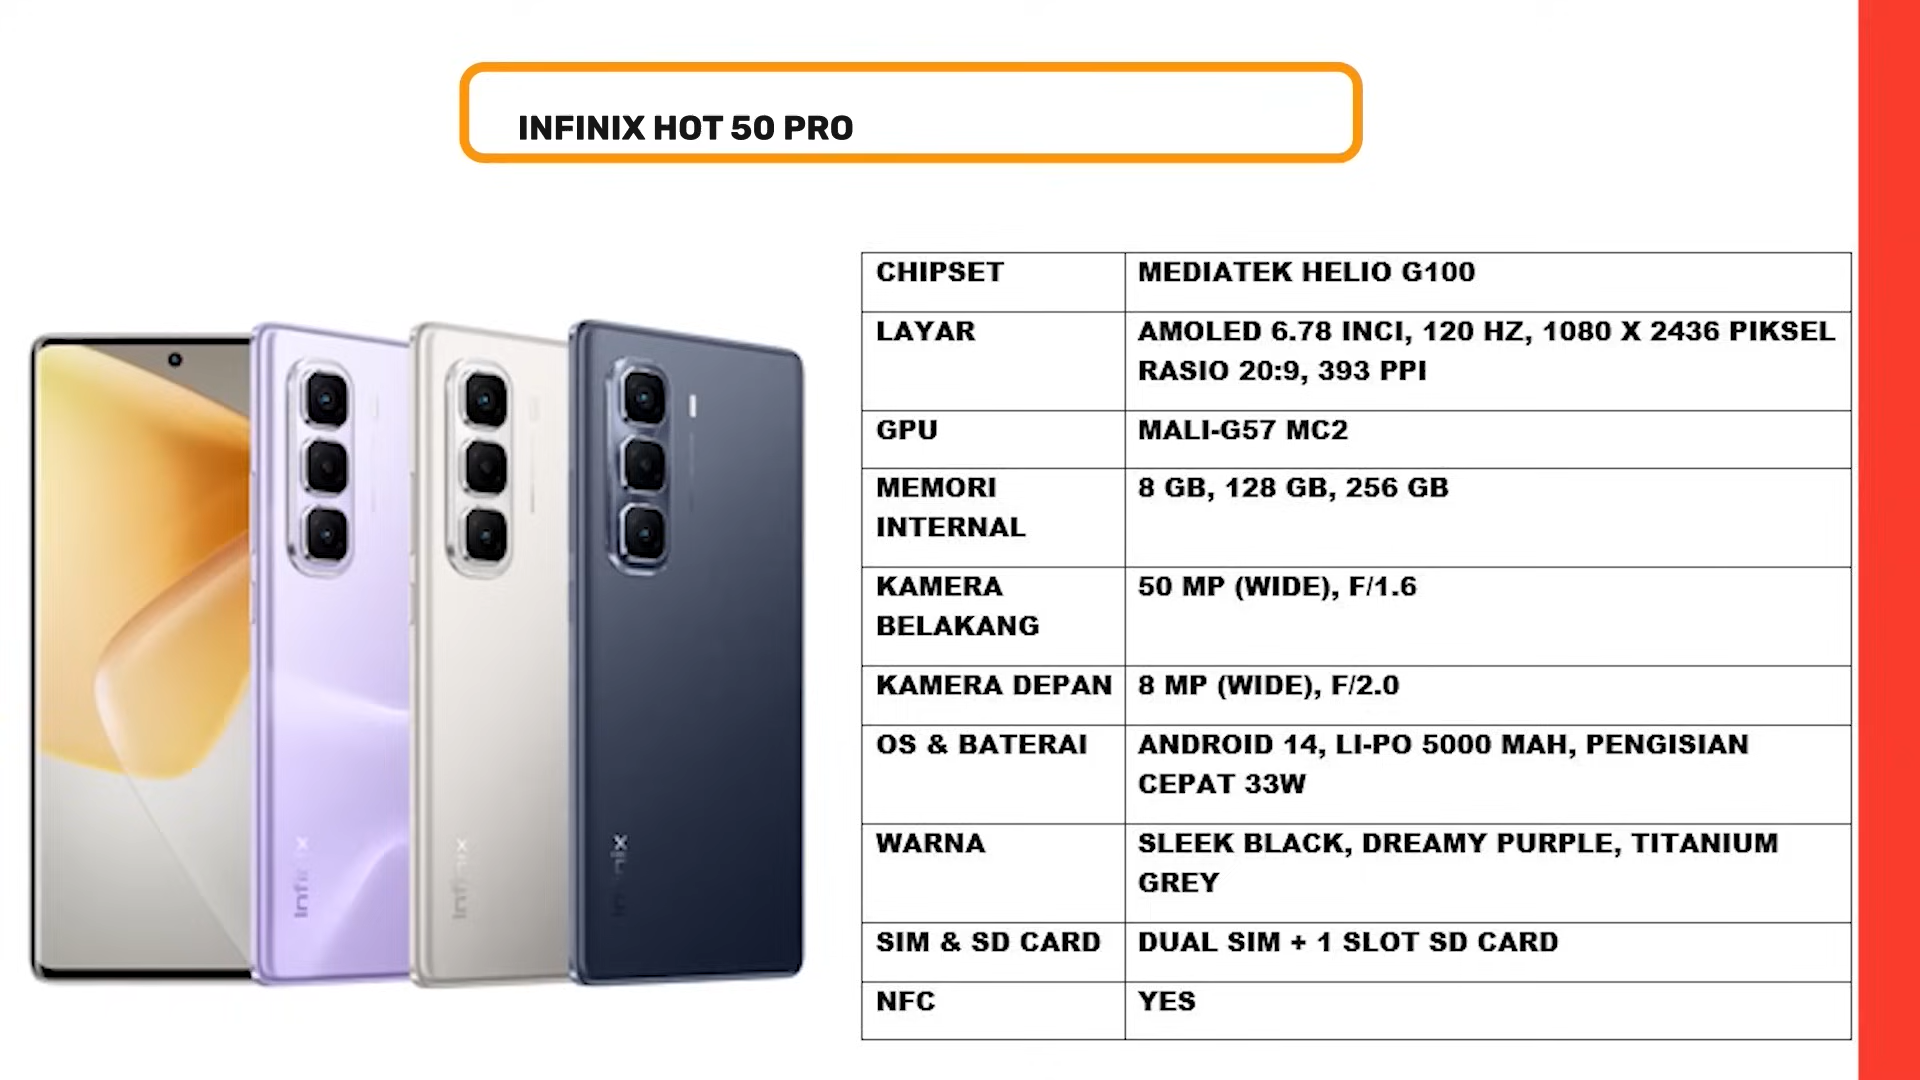 INFINIX HOT 50 PRO
CHIPSET
MEDIATEK HELIO G100
LAYAR
AMOLED 6.78 INCI, 120 HZ, 1080 X 2436 PIKSEL
RASIO 20:9, 393 PPI
GPU
MALI-G57 MC2
MEMORI
INTERNAL
8 GB, 128 GB, 256 GB
KAMERA
BELAKANG
50 MP (WIDE), F/1.6
KAMERA DEPAN
8 MP (WIDE), F/2.0
OS & BATERAI
ANDROID 14, LI-PO 5000 MAH, PENGISIAN
CEPAT 33W
WARNA
SLEEK BLACK, DREAMY PURPLE, TITANIUM
GREY
SIM & SD CARD
DUAL SIM + 1 SLOT SD CARD
NFC
YES
Infinix
Infinix
Infinix